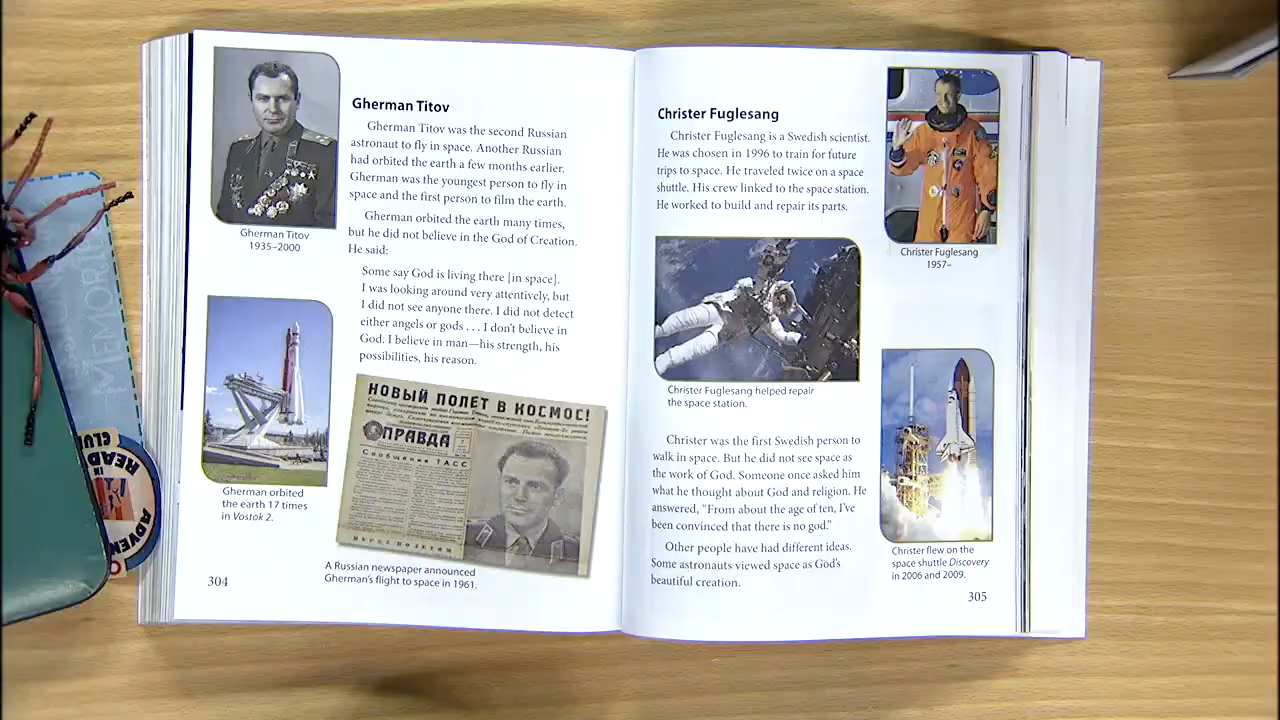 Gherman Titov
1935–2000
Gherman orbited
the earth 17 times
in Vostok 2.
304
Gherman Titov
Gherman Titov was the second Russian
astronaut to fly in space. Another Russian
had orbited the earth a few months earlier.
Gherman was the youngest person to fly in
space and the first person to film the earth.
Gherman orbited the earth many times,
but he did not believe in the God of Creation.
He said:
Some say God is living there [in space].
I was looking around very attentively, but
I did not see anyone there. I did not detect
either angels or gods . . . I don't believe in
God. I believe in man—his strength, his
possibilities, his reason.
НОВЫЙ ПОЛЕТ В КОСМОС!
ПРАВДА
Сообщение ТАСС
A Russian newspaper announced
Gherman's flight to space in 1961.
Christer Fuglesang
Christer Fuglesang is a Swedish scientist.
He was chosen in 1996 to train for future
trips to space. He traveled twice on a space
shuttle. His crew linked to the space station.
He worked to build and repair its parts.
Christer Fuglesang helped repair
the space station.
Christer was the first Swedish person to
walk in space. But he did not see space as
the work of God. Someone once asked him
what he thought about God and religion. He
answered, "From about the age of ten, I've
been convinced that there is no god."
Other people have had different ideas.
Some astronauts viewed space as God's
beautiful creation.
Christer Fuglesang
1957–
Christer flew on the
space shuttle Discovery
in 2006 and 2009.
305
MEMORIE
READ
CLUB
ADVEN